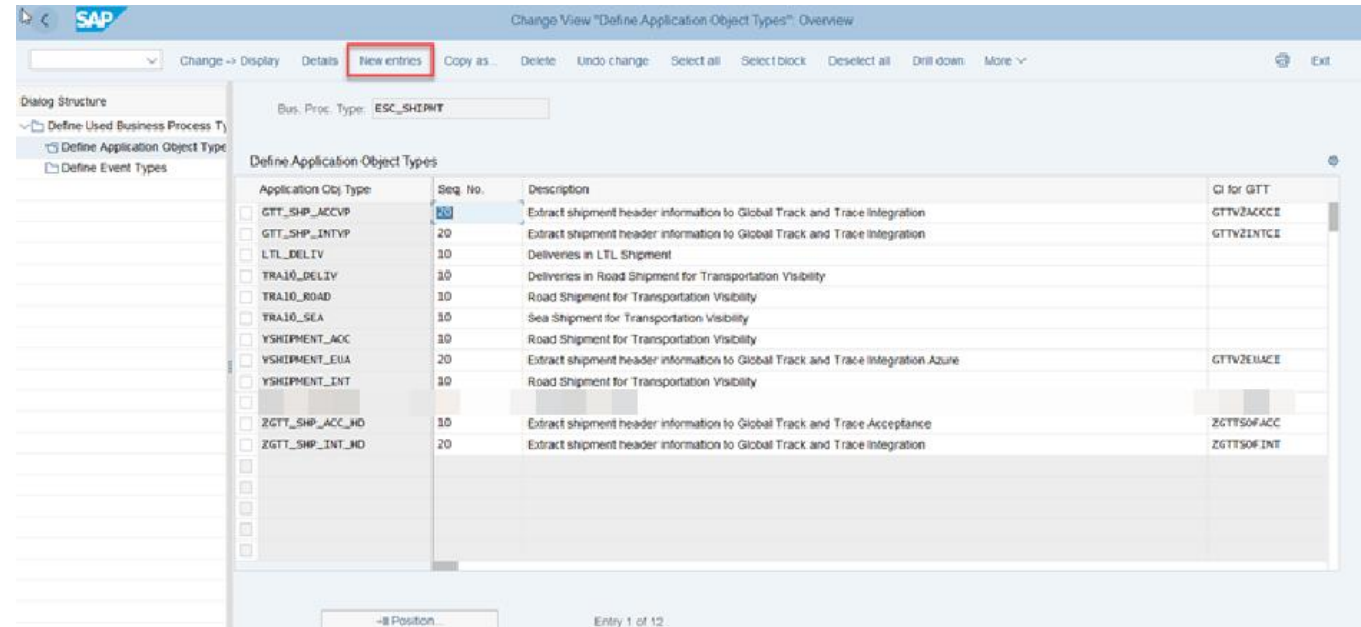 SAP
Change View "Define Application Object Types": Overview
Change -> Display Details New entries Copy as... Delete Undo change Select all Select block Deselect all Drill down More Exit
Dialog Structure
Define Used Business Process Ty
Define Application Object Type
Define Event Types
Bus. Proc. Type: ESC_SHIPMT
Define Application Object Types
Application Obj Type Seq. No. Description CI for GTT
GTT_SHP_ACCVP 20 Extract shipment header information to Global Track and Trace Integration
GTT_SHP_INTVP 20 Extract shipment header information to Global Track and Trace Integration GTTV2INTCI
LTL_DELIV 10 Deliveries in LTL Shipment
TRA10_DELIV 10 Deliveries in Road Shipment for Transportation Visibility
TRA10_ROAD 10 Road Shipment for Transportation Visibility
TRA10_SEA 10 Sea Shipment for Transportation Visibility
YSHIPMENT_ACC 10 Road Shipment for Transportation Visibility
YSHIPMENT_EUA 20 Extract shipment header information to Global Track and Trace Integration Azure GTTV2EUACI
YSHIPMENT_INT 10 Road Shipment for Transportation Visibility
ZGTT_SHP_ACC_HD 10 Extract shipment header information to Global Track and Trace Acceptance ZGTTSOFACC
ZGTT_SHP_INT_HD 20 Extract shipment header information to Global Track and Trace Integration ZGTTSOFINT
Position...
Entry 1 of 12